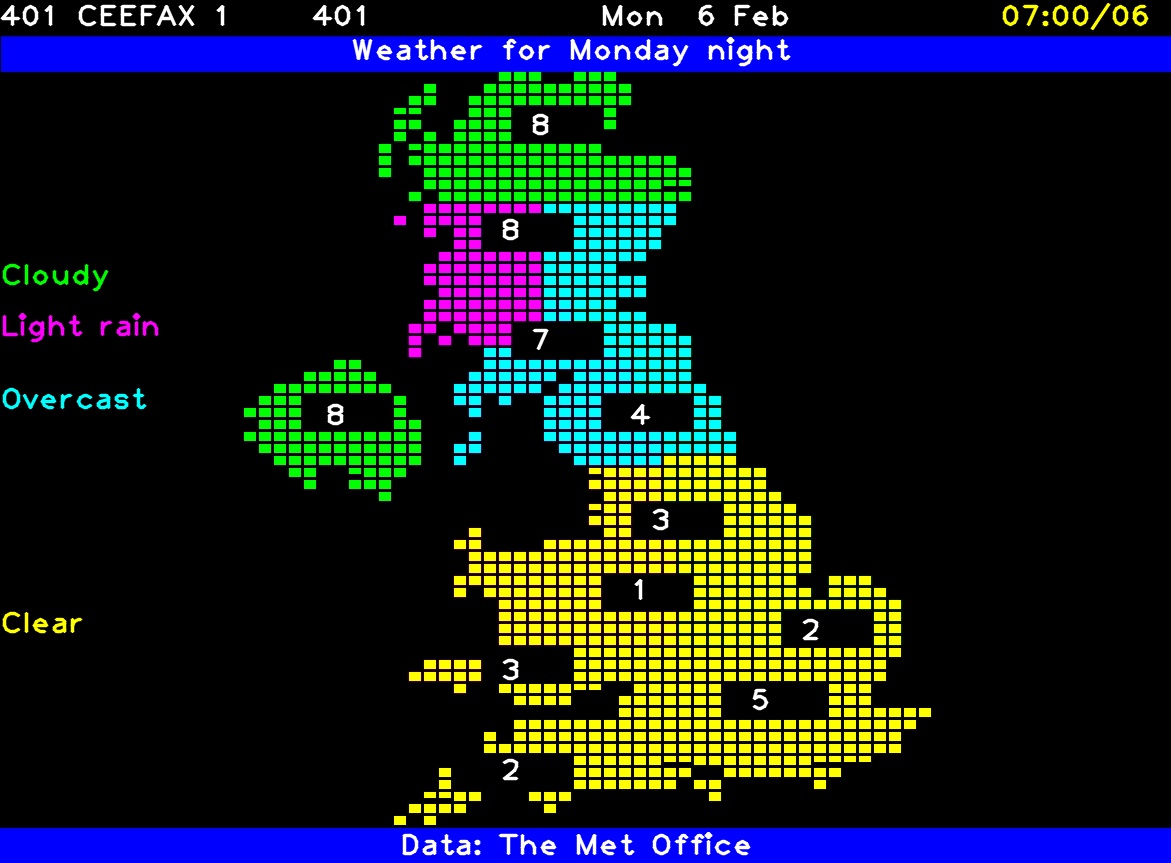 401 CEEFAX 1 401 Mon 6 Feb 07:00/06
Weather for Monday night
8
8
Cloudy
Light rain
7
Overcast
8 4
3
1
Clear
2
3
5
2
Data: The Met Office